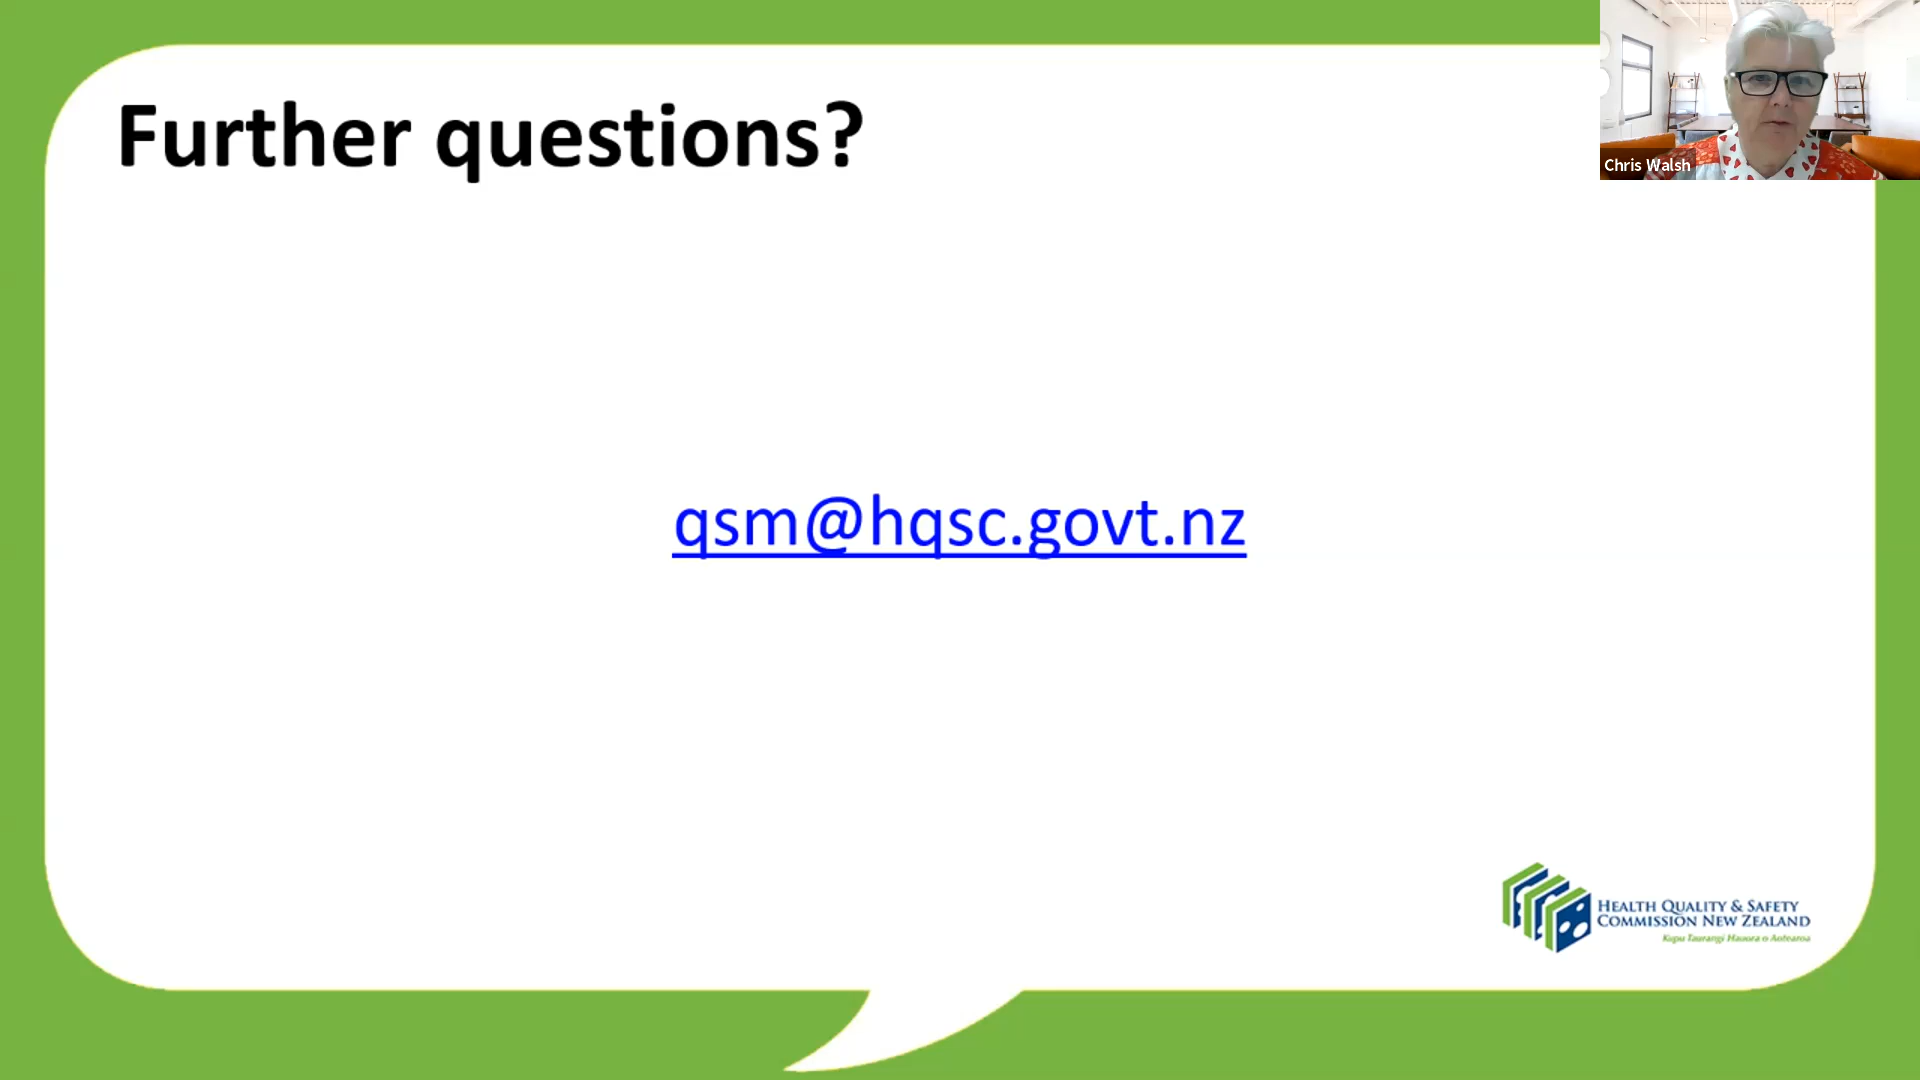 Further questions?
Chris Walsh
qsm@hqsc.govt.nz
HEALTH QUALITY & SAFETY
COMMISSION NEW ZEALAND
Kupu Taurangi Hauora o Aotearoa